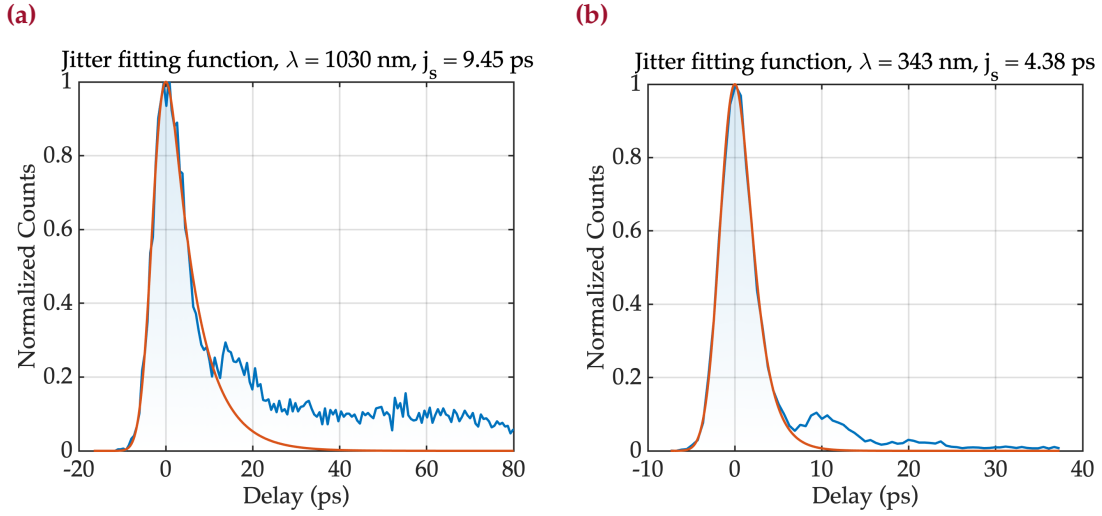 (a)
Jitter fitting function, λ = 1030 nm, jₛ = 9.45 ps
Normalized Counts
1
0.8
0.6
0.4
0.2
0
-20 0 20 40 60 80
Delay (ps)
(b)
Jitter fitting function, λ = 343 nm, jₛ = 4.38 ps
Normalized Counts
1
0.8
0.6
0.4
0.2
0
-10 0 10 20 30 40
Delay (ps)